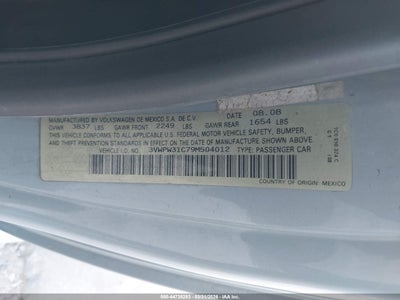 MANUFACTURED BY VOLKSWAGEN DE MEXICO S.A. DE C.V. DATE 08.08
GVWR 3837 LBS GAWR FRONT 2249 LBS GAWR REAR 1654 LBS
THIS VEHICLE CONFORMS TO ALL APPLICABLE U.S. FEDERAL MOTOR VEHICLE SAFETY, BUMPER,
AND THEFT PREVENTION STANDARDS IN EFFECT ON THE DATE OF MANUFACTURE SHOWN ABOVE.
VEHICLE I.D. 3VWPW31C79M504012 TYPE: PASSENGER CAR
COUNTRY OF ORIGIN: MEXICO